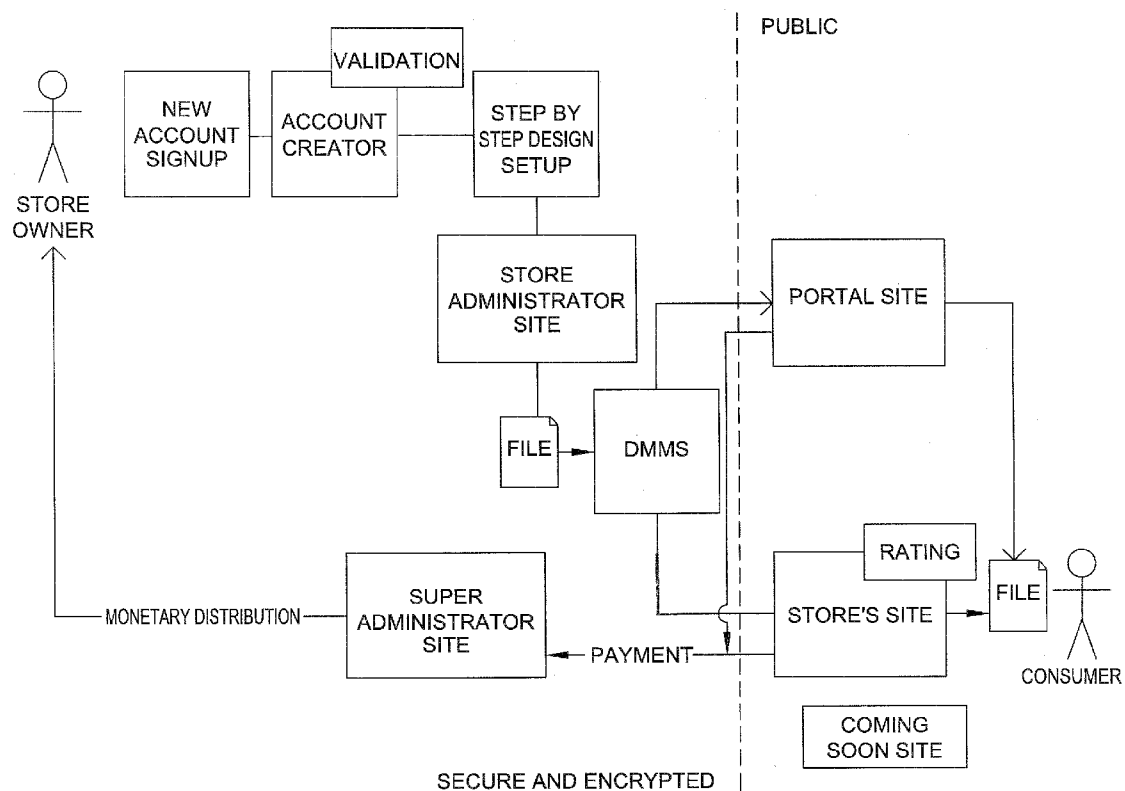 PUBLIC
VALIDATION
NEW
ACCOUNT
SIGNUP
ACCOUNT
CREATOR
STEP BY
STEP DESIGN
SETUP
STORE
OWNER
STORE
ADMINISTRATOR
SITE
PORTAL SITE
FILE
DMMS
RATING
STORE'S SITE
FILE
CONSUMER
MONETARY DISTRIBUTION
SUPER
ADMINISTRATOR
SITE
PAYMENT
COMING
SOON SITE
SECURE AND ENCRYPTED